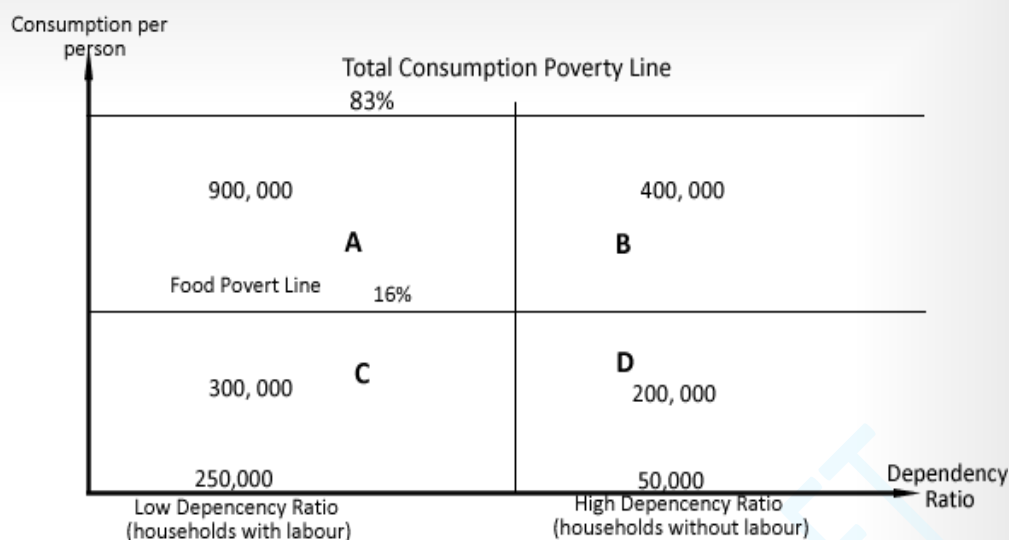 Consumption per
person
Total Consumption Poverty Line
83%
900, 000
400, 000
A
B
Food Povert Line
16%
C
D
300, 000
200, 000
250,000
50,000
Dependency
Ratio
Low Depencency Ratio
(households with labour)
High Depencency Ratio
(households without labour)